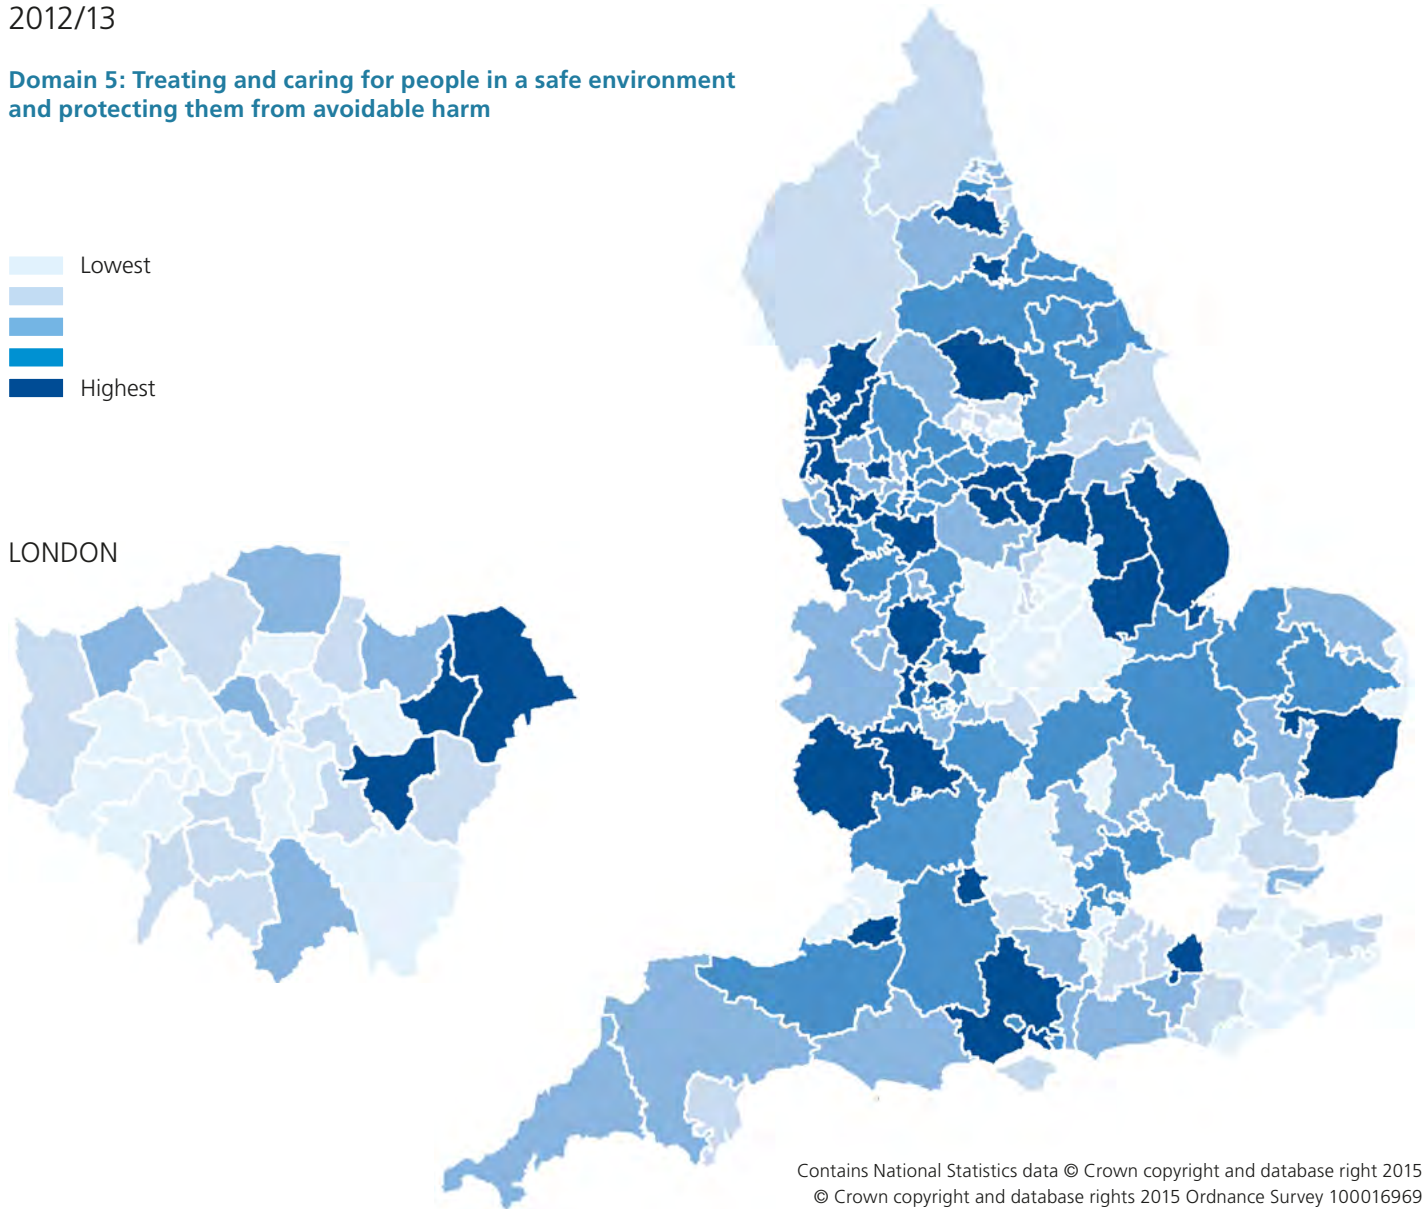 2012/13
Domain 5: Treating and caring for people in a safe environment
and protecting them from avoidable harm
Lowest
Highest
LONDON
Contains National Statistics data © Crown copyright and database right 2015
© Crown copyright and database rights 2015 Ordnance Survey 100016969